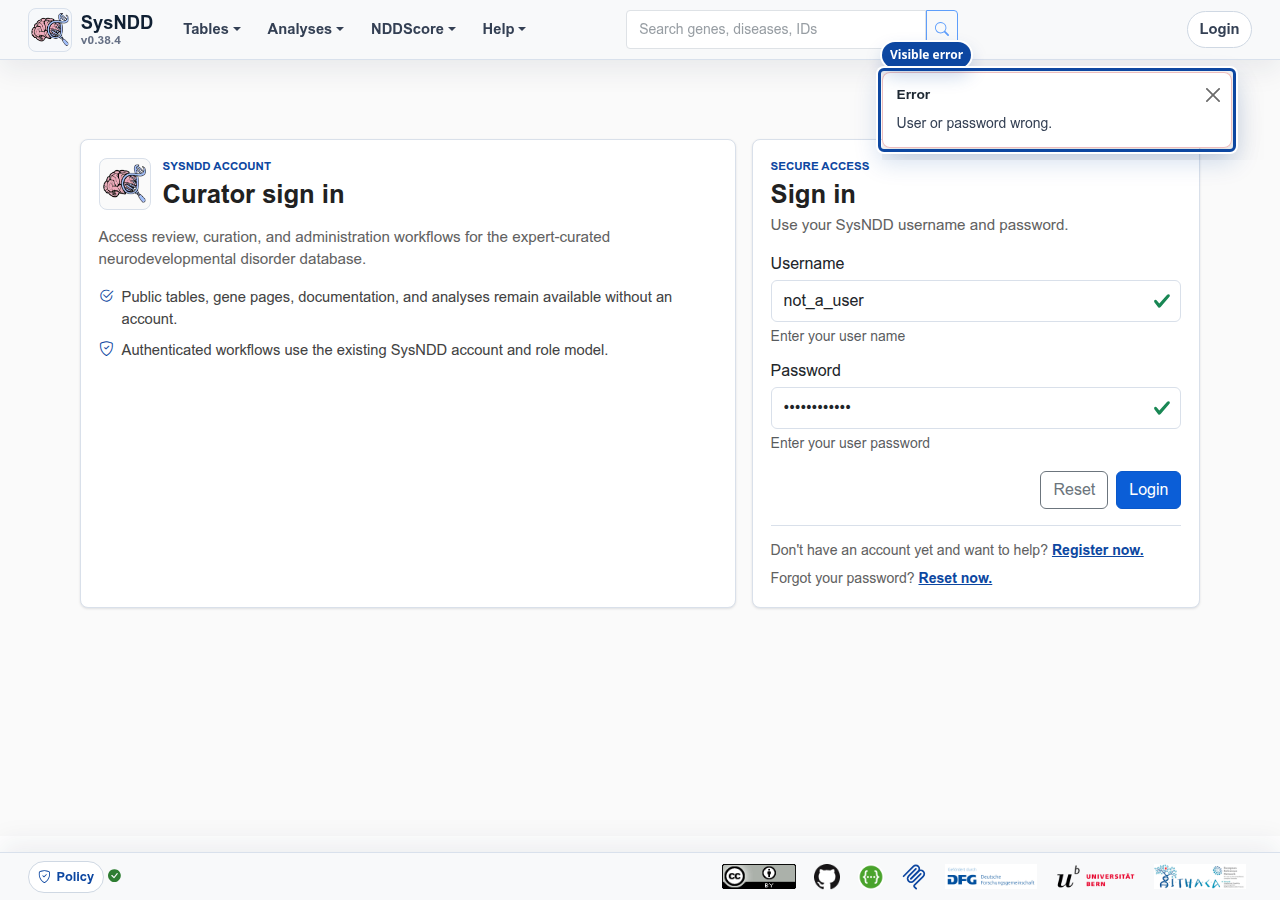 SysNDD
v0.38.4
Tables
Analyses
NDDScore
Help
Search genes, diseases, IDs
Login
Visible error
Error
User or password wrong.
SYSNDD ACCOUNT
Curator sign in
Access review, curation, and administration workflows for the expert-curated
neurodevelopmental disorder database.
Public tables, gene pages, documentation, and analyses remain available without an
account.
Authenticated workflows use the existing SysNDD account and role model.
SECURE ACCESS
Sign in
Use your SysNDD username and password.
Username
not_a_user
Enter your user name
Password
••••••••••••
Enter your user password
Reset
Login
Don't have an account yet and want to help? Register now.
Forgot your password? Reset now.
Policy
CC
BY
DFG
Deutsche
Forschungsgemeinschaft
u b
UNIVERSITÄT
BERN
ITHACA